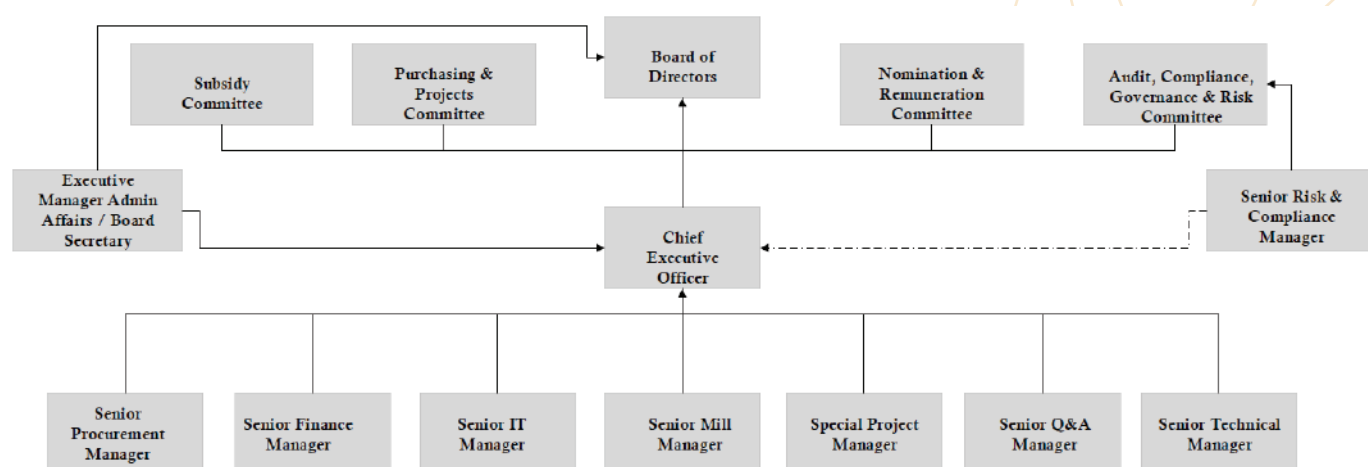 Board of
Directors
Subsidy
Committee
Purchasing &
Projects
Committee
Nomination &
Remuneration
Committee
Audit, Compliance,
Governance & Risk
Committee
Executive
Manager Admin
Affairs / Board
Secretary
Chief
Executive
Officer
Senior Risk &
Compliance
Manager
Senior
Procurement
Manager
Senior Finance
Manager
Senior IT
Manager
Senior Mill
Manager
Special Project
Manager
Senior Q&A
Manager
Senior Technical
Manager